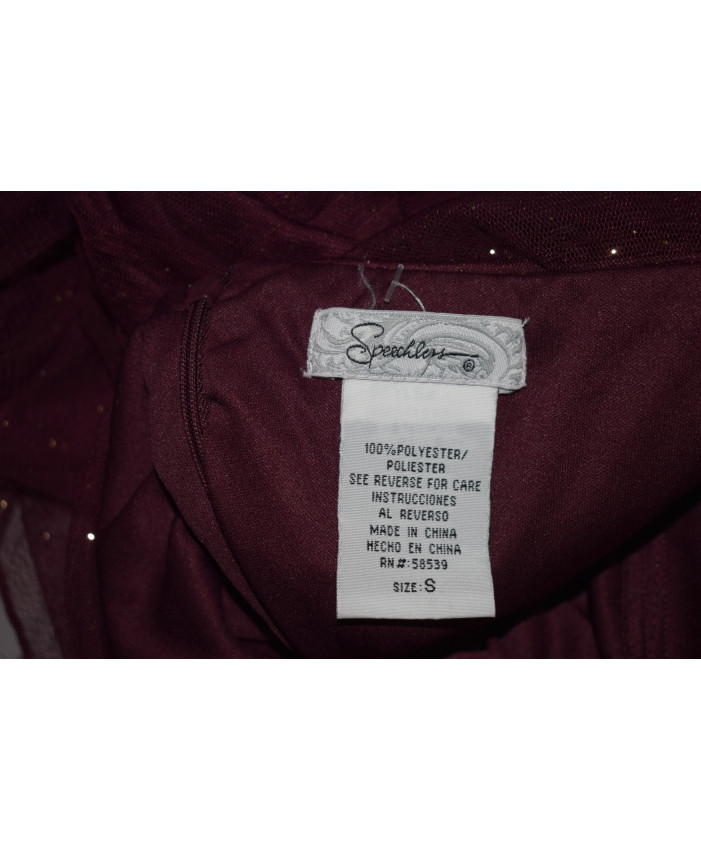 Speechless®
100%POLYESTER/
POLIESTER
SEE REVERSE FOR CARE
INSTRUCCIONES
AL REVERSO
MADE IN CHINA
HECHO EN CHINA
RN#:58539
SIZE:S